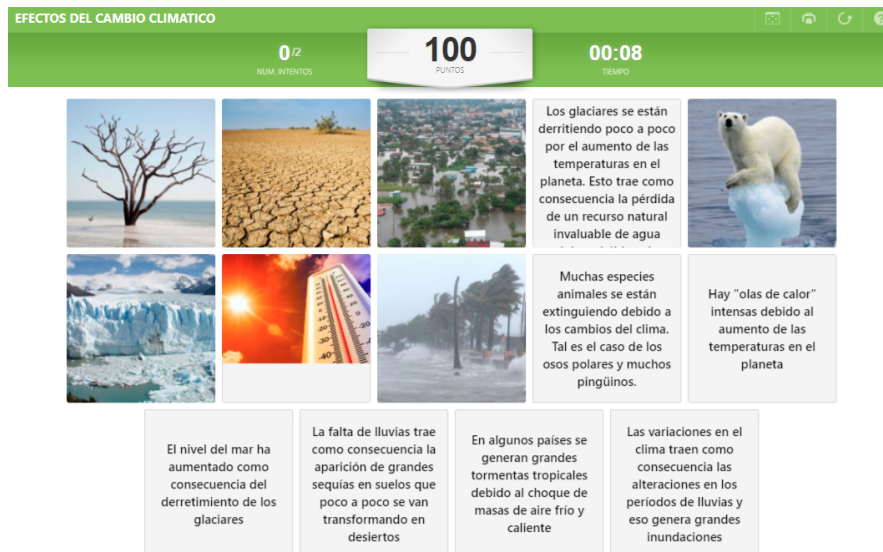 EFECTOS DEL CAMBIO CLIMATICO
0/2
NUM. INTENTOS
100
PUNTOS
00:08
TIEMPO
Los glaciares se están
derritiendo poco a poco
por el aumento de las
temperaturas en el
planeta. Esto trae como
consecuencia la pérdida
de un recurso natural
invaluable de agua
Muchas especies
animales se están
extinguiendo debido a
los cambios del clima.
Tal es el caso de los
osos polares y muchos
pingüinos.
Hay "olas de calor"
intensas debido al
aumento de las
temperaturas en el
planeta
El nivel del mar ha
aumentado como
consecuencia del
derretimiento de los
glaciares
La falta de lluvias trae
como consecuencia la
aparición de grandes
sequías en suelos que
poco a poco se van
transformando en
desiertos
En algunos países se
generan grandes
tormentas tropicales
debido al choque de
masas de aire frío y
caliente
Las variaciones en el
clima traen como
consecuencia las
alteraciones en los
períodos de lluvias y
eso genera grandes
inundaciones